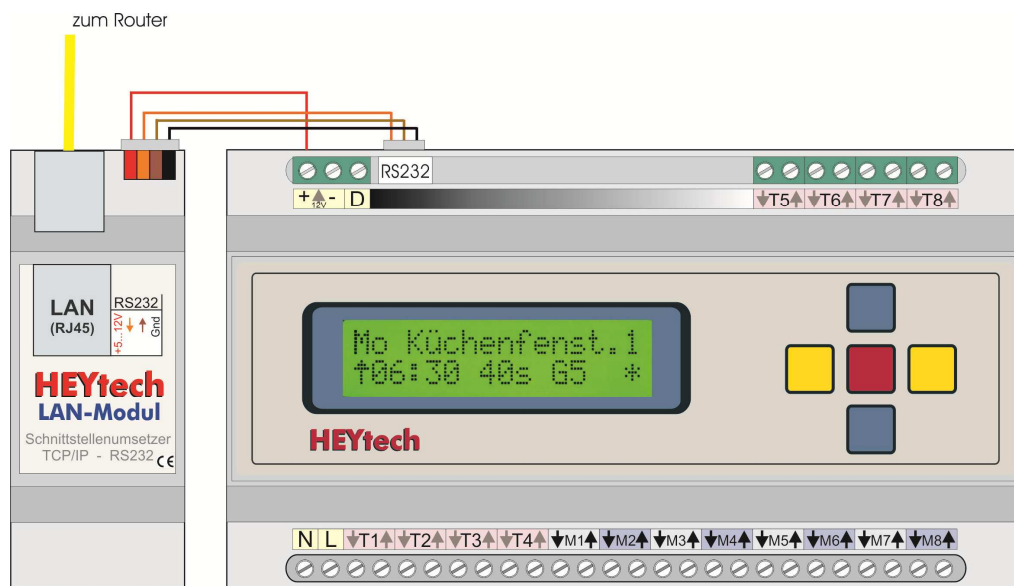 zum Router
RS232
+ 12V - D
↓T5↑ ↓T6↑ ↓T7↑ ↓T8↑
LAN
(RJ45)
RS232
+5...12V
Gnd
HEYtech
LAN-Modul
Schnittstellenumsetzer
TCP/IP - RS232 CE
Mo Küchenfenst.1
↑06:30 40s G5 *
HEYtech
N L ↓T1↑ ↓T2↑ ↓T3↑ ↓T4↑ ↓M1↑ ↓M2↑ ↓M3↑ ↓M4↑ ↓M5↑ ↓M6↑ ↓M7↑ ↓M8↑